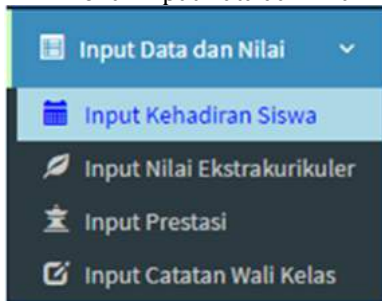 Input Data dan Nilai
Input Kehadiran Siswa
Input Nilai Ekstrakurikuler
Input Prestasi
Input Catatan Wali Kelas